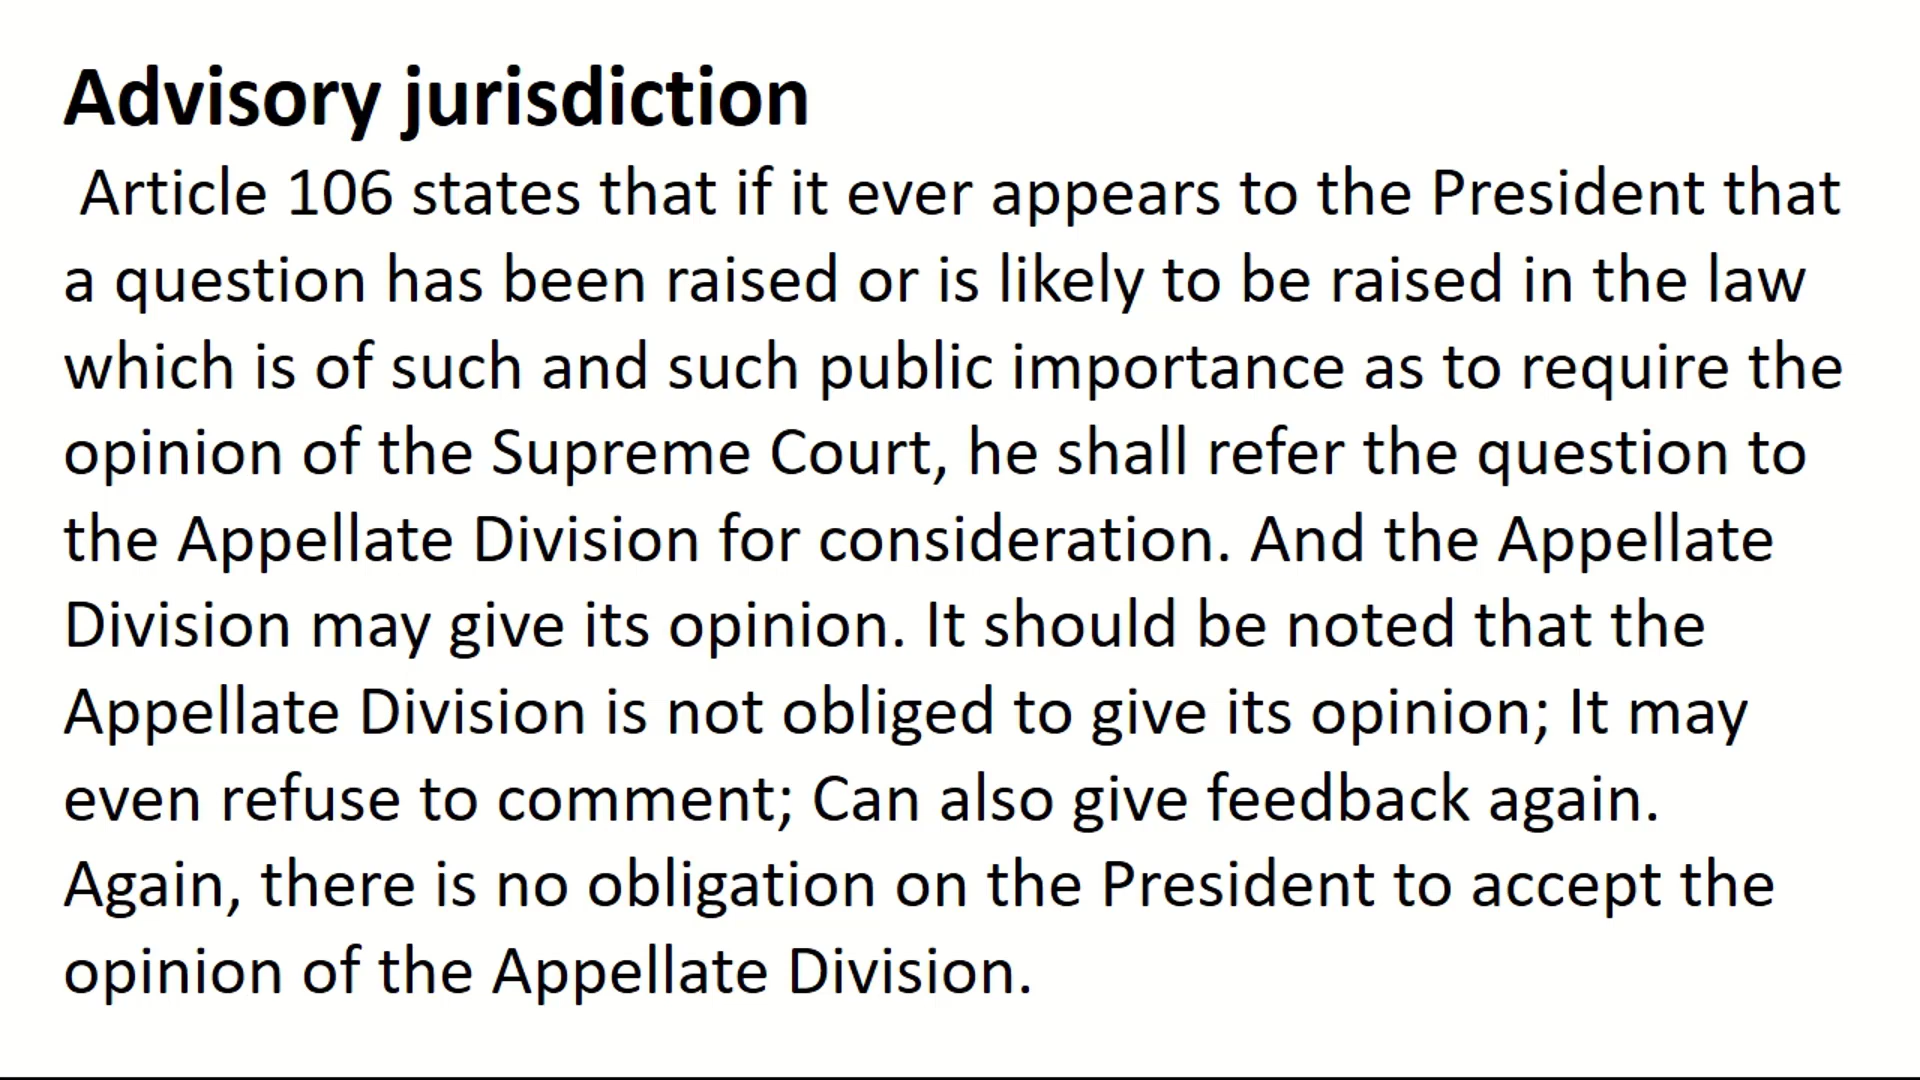 Advisory jurisdiction
Article 106 states that if it ever appears to the President that
a question has been raised or is likely to be raised in the law
which is of such and such public importance as to require the
opinion of the Supreme Court, he shall refer the question to
the Appellate Division for consideration. And the Appellate
Division may give its opinion. It should be noted that the
Appellate Division is not obliged to give its opinion; It may
even refuse to comment; Can also give feedback again.
Again, there is no obligation on the President to accept the
opinion of the Appellate Division.